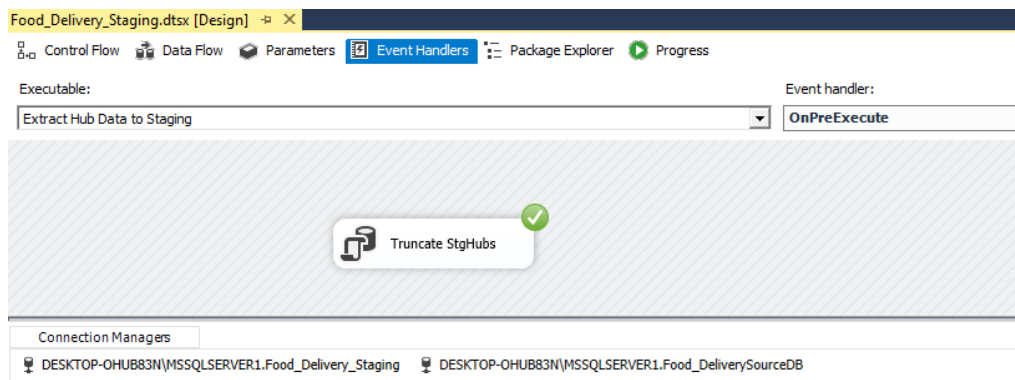 Food_Delivery_Staging.dtsx [Design]
Control Flow Data Flow Parameters Event Handlers Package Explorer Progress
Executable: Event handler:
Extract Hub Data to Staging OnPreExecute
Truncate StgHubs
Connection Managers
DESKTOP-OHUB83N\MSSQLSERVER1.Food_Delivery_Staging DESKTOP-OHUB83N\MSSQLSERVER1.Food_DeliverySourceDB